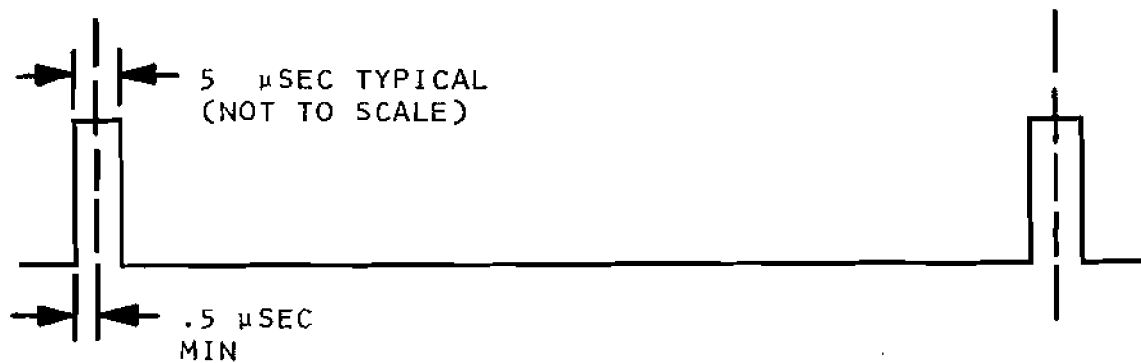 5 µSEC TYPICAL
(NOT TO SCALE)
.5 µSEC
MIN